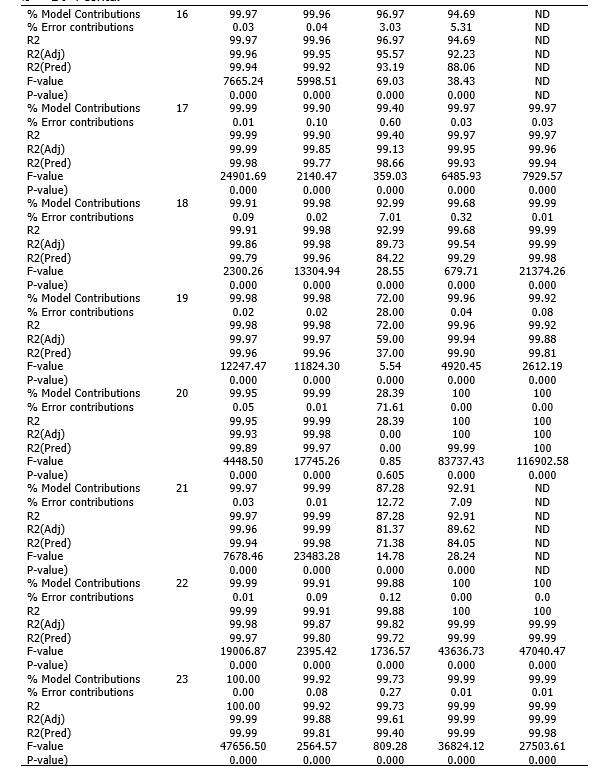 % Model Contributions 16 99.97 99.96 96.97 94.69 ND
% Error Contributions 0.03 0.04 3.03 5.31 ND
R2 99.97 99.96 96.97 94.69 ND
R2(Adj) 99.96 99.95 95.57 92.23 ND
R2(Pred) 99.94 99.92 93.19 88.06 ND
F-value 7665.24 5998.51 69.03 38.43 ND
P-value) 0.000 0.000 0.000 0.000 ND
% Model Contributions 17 99.99 99.90 99.40 99.97 99.97
% Error contributions 0.01 0.10 0.60 0.03 0.03
R2 99.99 99.90 99.40 99.97 99.97
R2(Adj) 99.99 99.85 99.13 99.95 99.96
R2(Pred) 99.98 99.77 98.66 99.93 99.94
F-value 24901.69 2140.47 359.03 6485.93 7929.57
P-value) 0.000 0.000 0.000 0.000 0.000
% Model Contributions 18 99.91 99.98 92.99 99.68 99.99
% Error Contributions 0.09 0.02 7.01 0.32 0.01
R2 99.91 99.98 92.99 99.68 99.99
R2(Adj) 99.86 99.98 89.73 99.54 99.99
R2(Pred) 99.79 99.96 84.22 99.29 99.98
F-value 2300.26 13304.94 28.55 679.71 21374.26
P-value) 0.000 0.000 0.000 0.000 0.000
% Model Contributions 19 99.98 99.98 72.00 99.96 99.92
% Error Contributions 0.02 0.02 28.00 0.04 0.08
R2 99.98 99.98 72.00 99.96 99.92
R2(Adj) 99.97 99.97 59.00 99.94 99.88
R2(Pred) 99.96 99.96 37.00 99.90 99.81
F-value 12247.47 11824.30 5.54 4920.45 2612.19
P-value) 0.000 0.000 0.000 0.000 0.000
% Model Contributions 20 99.95 99.99 28.39 100 100
% Error Contributions 0.05 0.01 71.61 0.00 0.00
R2 99.95 99.99 28.39 100 100
R2(Adj) 99.93 99.98 0.00 100 100
R2(Pred) 99.89 99.97 0.00 99.99 100
F-value 4448.50 17745.26 0.85 83737.43 116902.58
P-value) 0.000 0.000 0.605 0.000 0.000
% Model Contributions 21 99.97 99.99 87.28 92.91 ND
% Error Contributions 0.03 0.01 12.72 7.09 ND
R2 99.97 99.99 87.28 92.91 ND
R2(Adj) 99.96 99.99 81.37 89.62 ND
R2(Pred) 99.94 99.98 71.38 84.05 ND
F-value 7678.46 23483.28 14.78 28.24 ND
P-value) 0.000 0.000 0.000 0.000 ND
% Model Contributions 22 99.99 99.91 99.88 100 100
% Error Contributions 0.01 0.09 0.12 0.00 0.0
R2 99.99 99.91 99.88 100 100
R2(Adj) 99.98 99.87 99.82 99.99 99.99
R2(Pred) 99.97 99.80 99.72 99.99 99.99
F-value 19006.87 2395.42 1736.57 43636.73 47040.47
P-value) 0.000 0.000 0.000 0.000 0.000
% Model Contributions 23 100.00 99.92 99.73 99.99 99.99
% Error Contributions 0.00 0.08 0.27 0.01 0.01
R2 100.00 99.92 99.73 99.99 99.99
R2(Adj) 99.99 99.88 99.61 99.99 99.99
R2(Pred) 99.99 99.81 99.40 99.99 99.98
F-value 47656.50 2564.57 809.28 36824.12 27503.61
P-value) 0.000 0.000 0.000 0.000 0.000